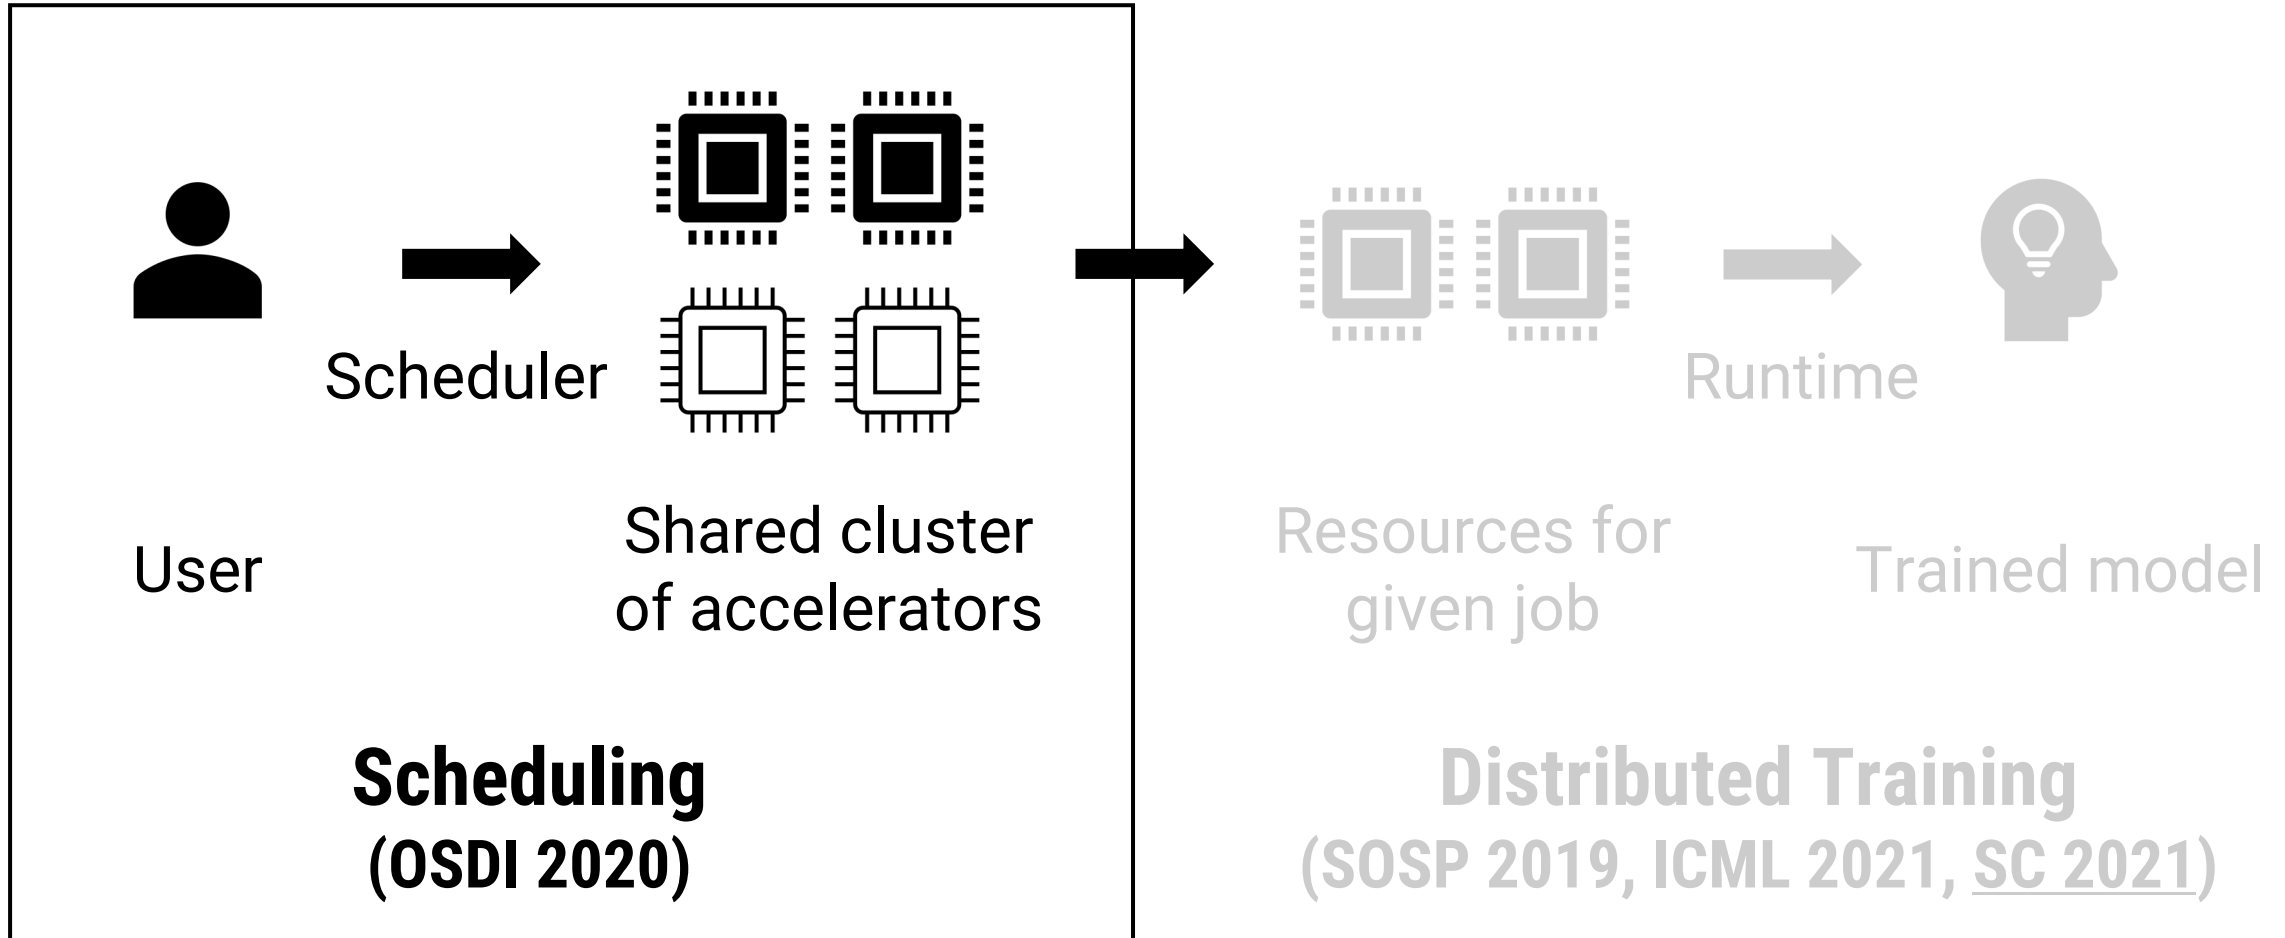 Scheduler
User
Shared cluster
of accelerators
Scheduling
(OSDI 2020)
Runtime
Resources for
given job
Trained model
Distributed Training
(SOSP 2019, ICML 2021, SC 2021)